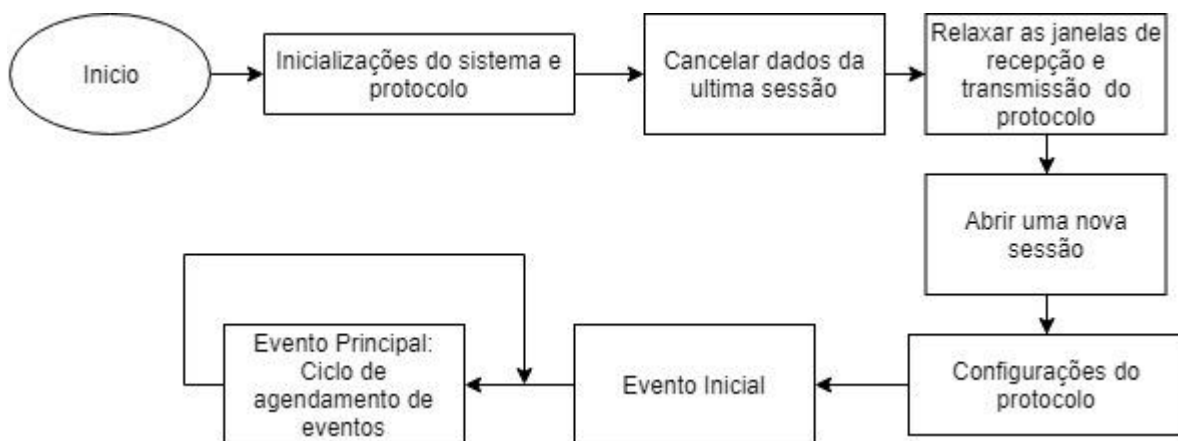 Inicio
Inicializações do sistema e
protocolo
Cancelar dados da
ultima sessão
Relaxar as janelas de
recepção e
transmissão do
protocolo
Abrir uma nova
sessão
Configurações do
protocolo
Evento Inicial
Evento Principal:
Ciclo de
agendamento de
eventos